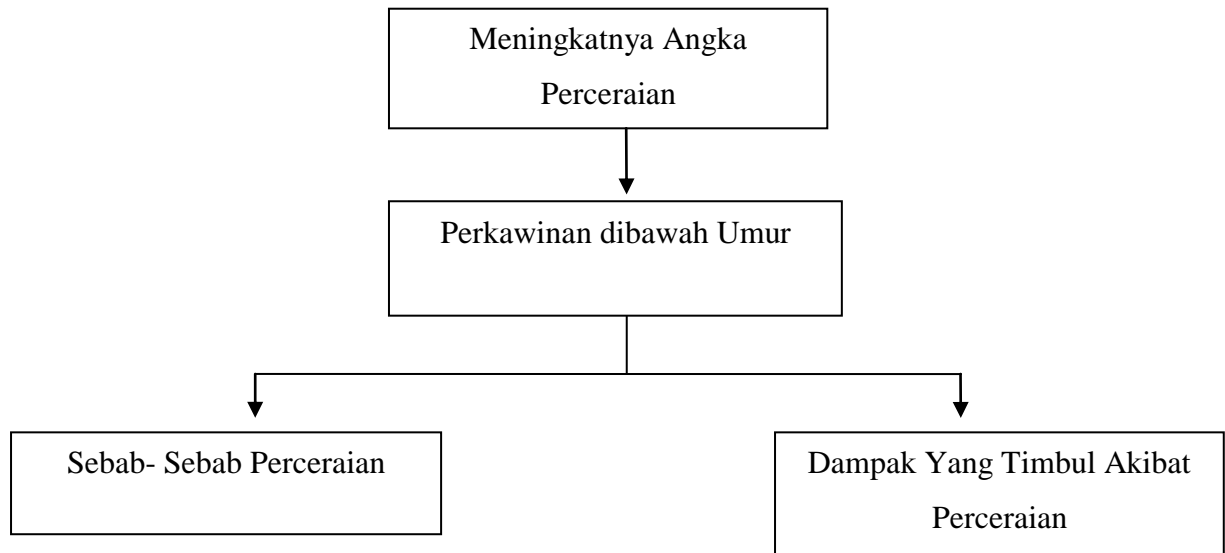 Meningkatnya Angka
Perceraian
Perkawinan dibawah Umur
Sebab- Sebab Perceraian
Dampak Yang Timbul Akibat
Perceraian